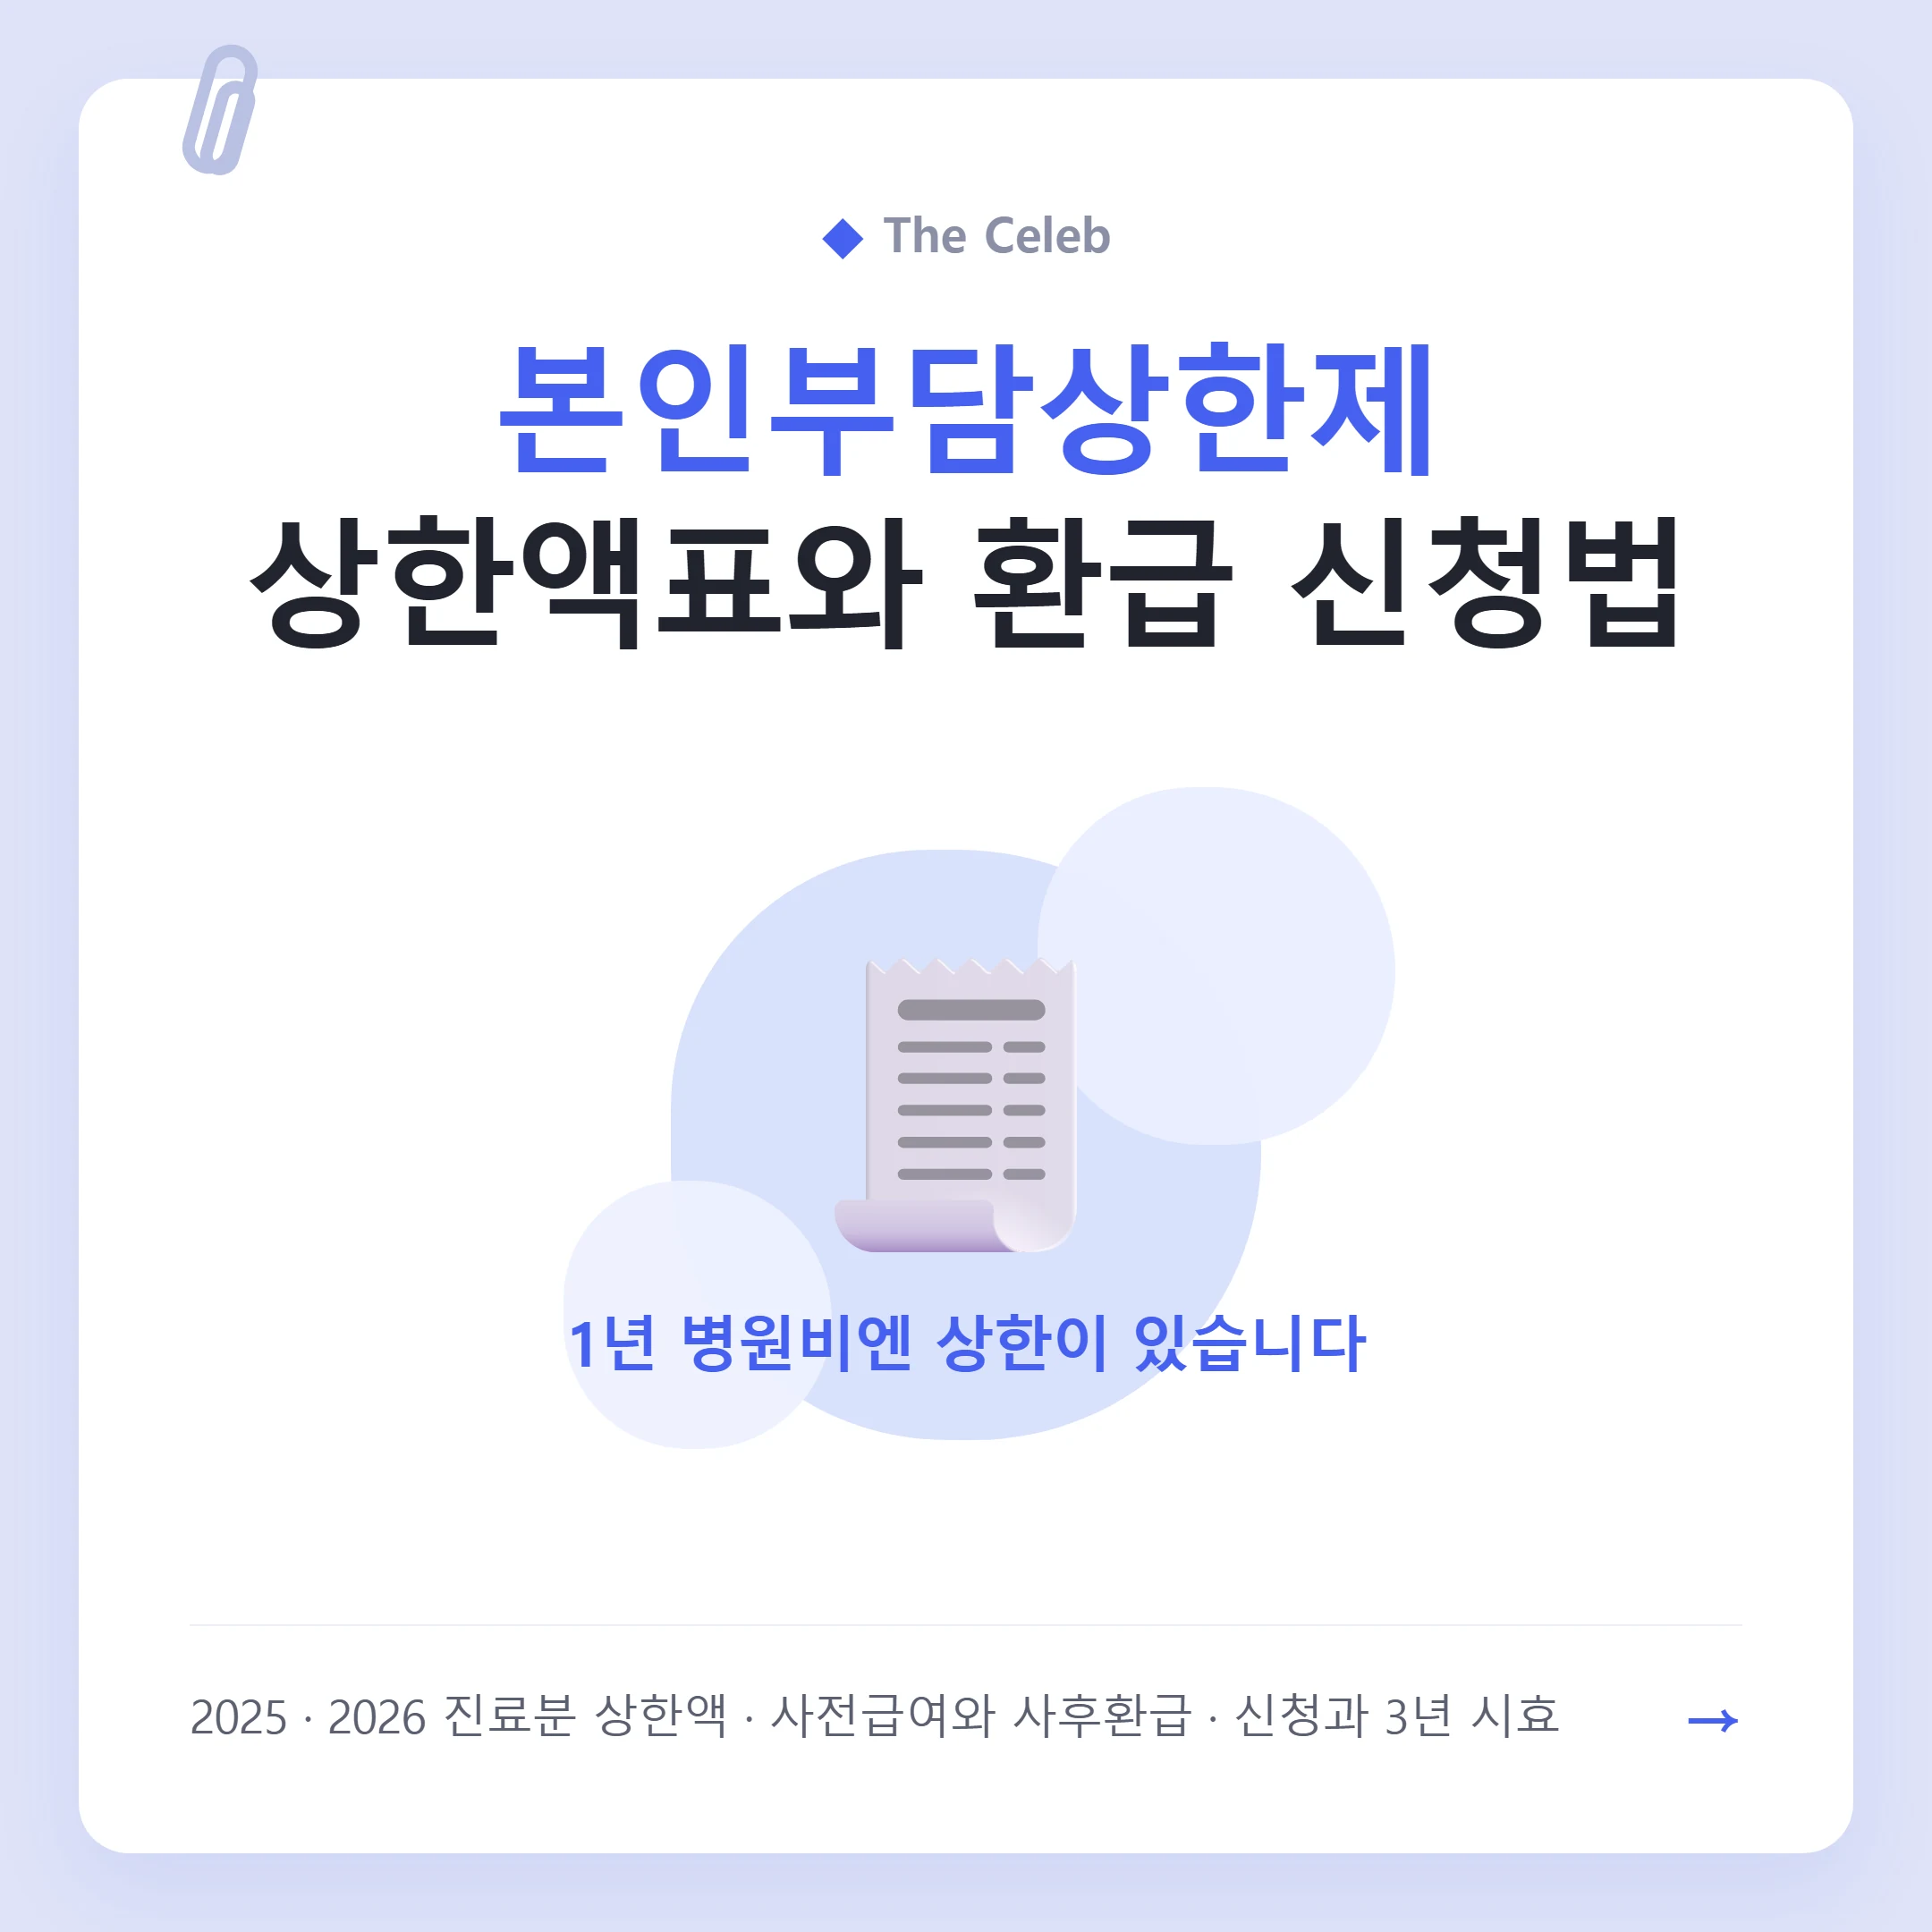 The Celeb
본인부담상한제
상한액표와 환급 신청법
1년 병원비엔 상한이 있습니다
2025 · 2026 진료분 상한액 · 사전급여와 사후환급 · 신청과 3년 시효 →